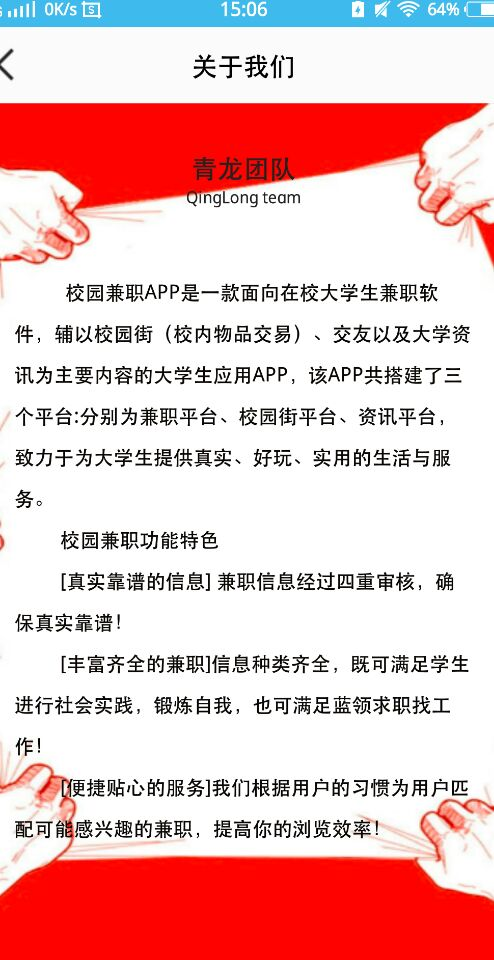 0K/s
15:06
64%
关于我们
青龙团队
QingLong team
校园兼职APP是一款面向在校大学生兼职软
件，辅以校园街（校内物品交易）、交友以及大学资
讯为主要内容的大学生应用APP，该APP共搭建了三
个平台:分别为兼职平台、校园街平台、资讯平台，
致力于为大学生提供真实、好玩、实用的生活与服
务。
校园兼职功能特色
[真实靠谱的信息] 兼职信息经过四重审核，确
保真实靠谱！
[丰富齐全的兼职]信息种类齐全，既可满足学生
进行社会实践，锻炼自我，也可满足蓝领求职找工
作！
[便捷贴心的服务]我们根据用户的习惯为用户匹
配可能感兴趣的兼职，提高你的浏览效率！